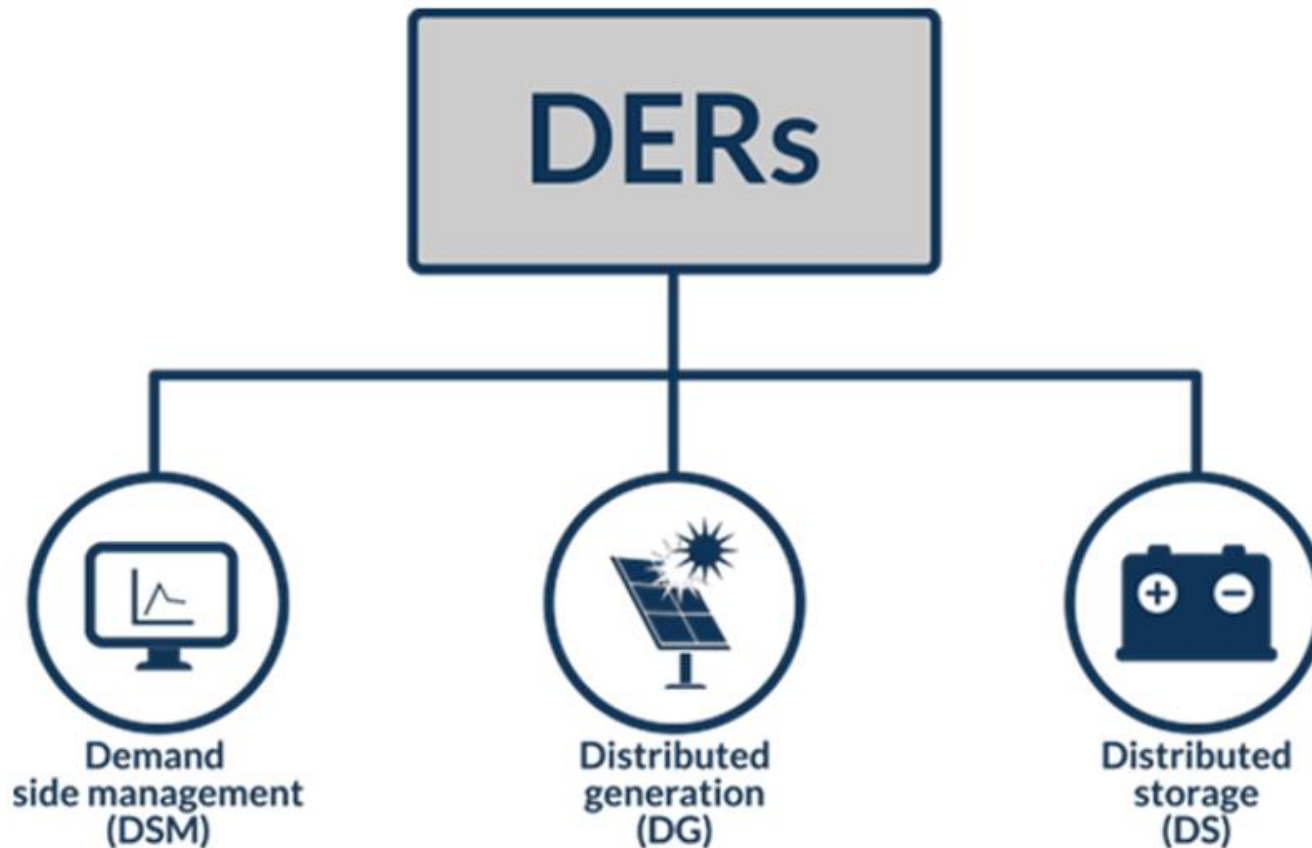 DERs
Demand
side management
(DSM)
Distributed
generation
(DG)
Distributed
storage
(DS)